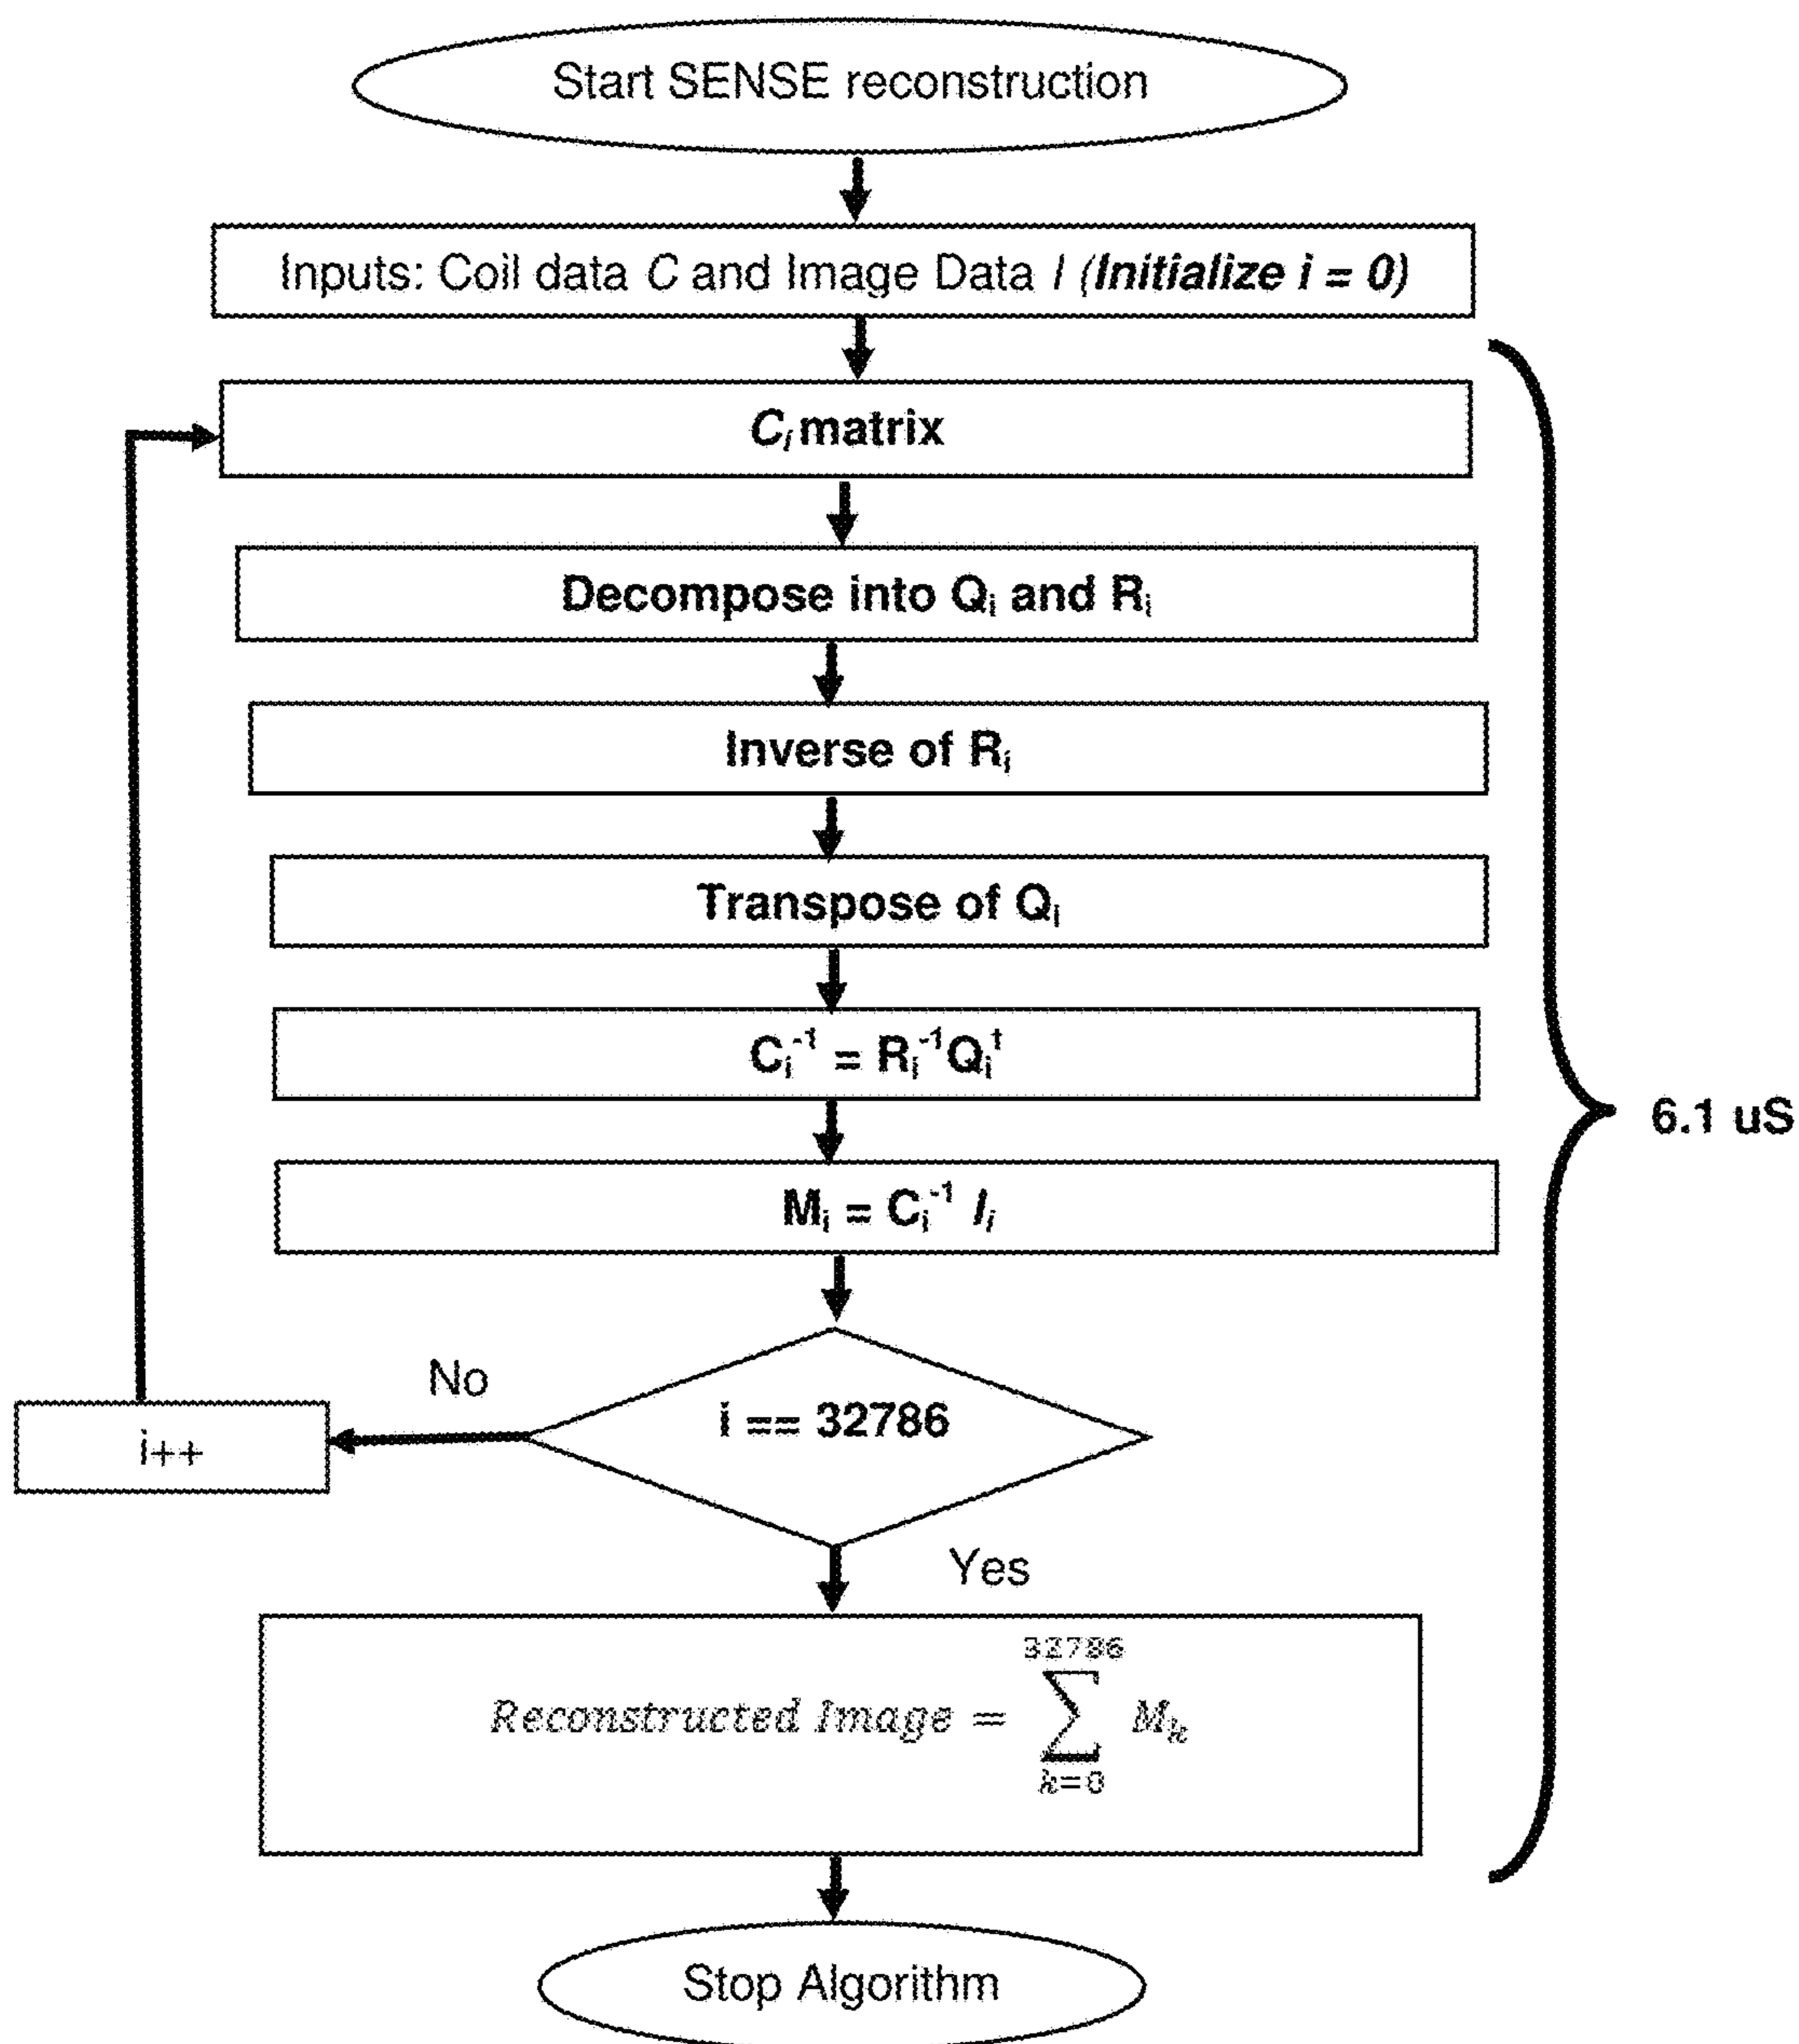 Start SENSE reconstruction
Inputs: Coil data C and Image Data I (Initialize i = 0)
Cᵢ matrix
Decompose into Qᵢ and Rᵢ
Inverse of Rᵢ
Transpose of Qᵢ
Cᵢ⁻¹ = Rᵢ⁻¹Qᵢᵗ
6.1 uS
Mᵢ = Cᵢ⁻¹ Iᵢ
No
i == 32786
i++
Yes
32786
Reconstructed Image = ∑ Mₖ
k=0
Stop Algorithm